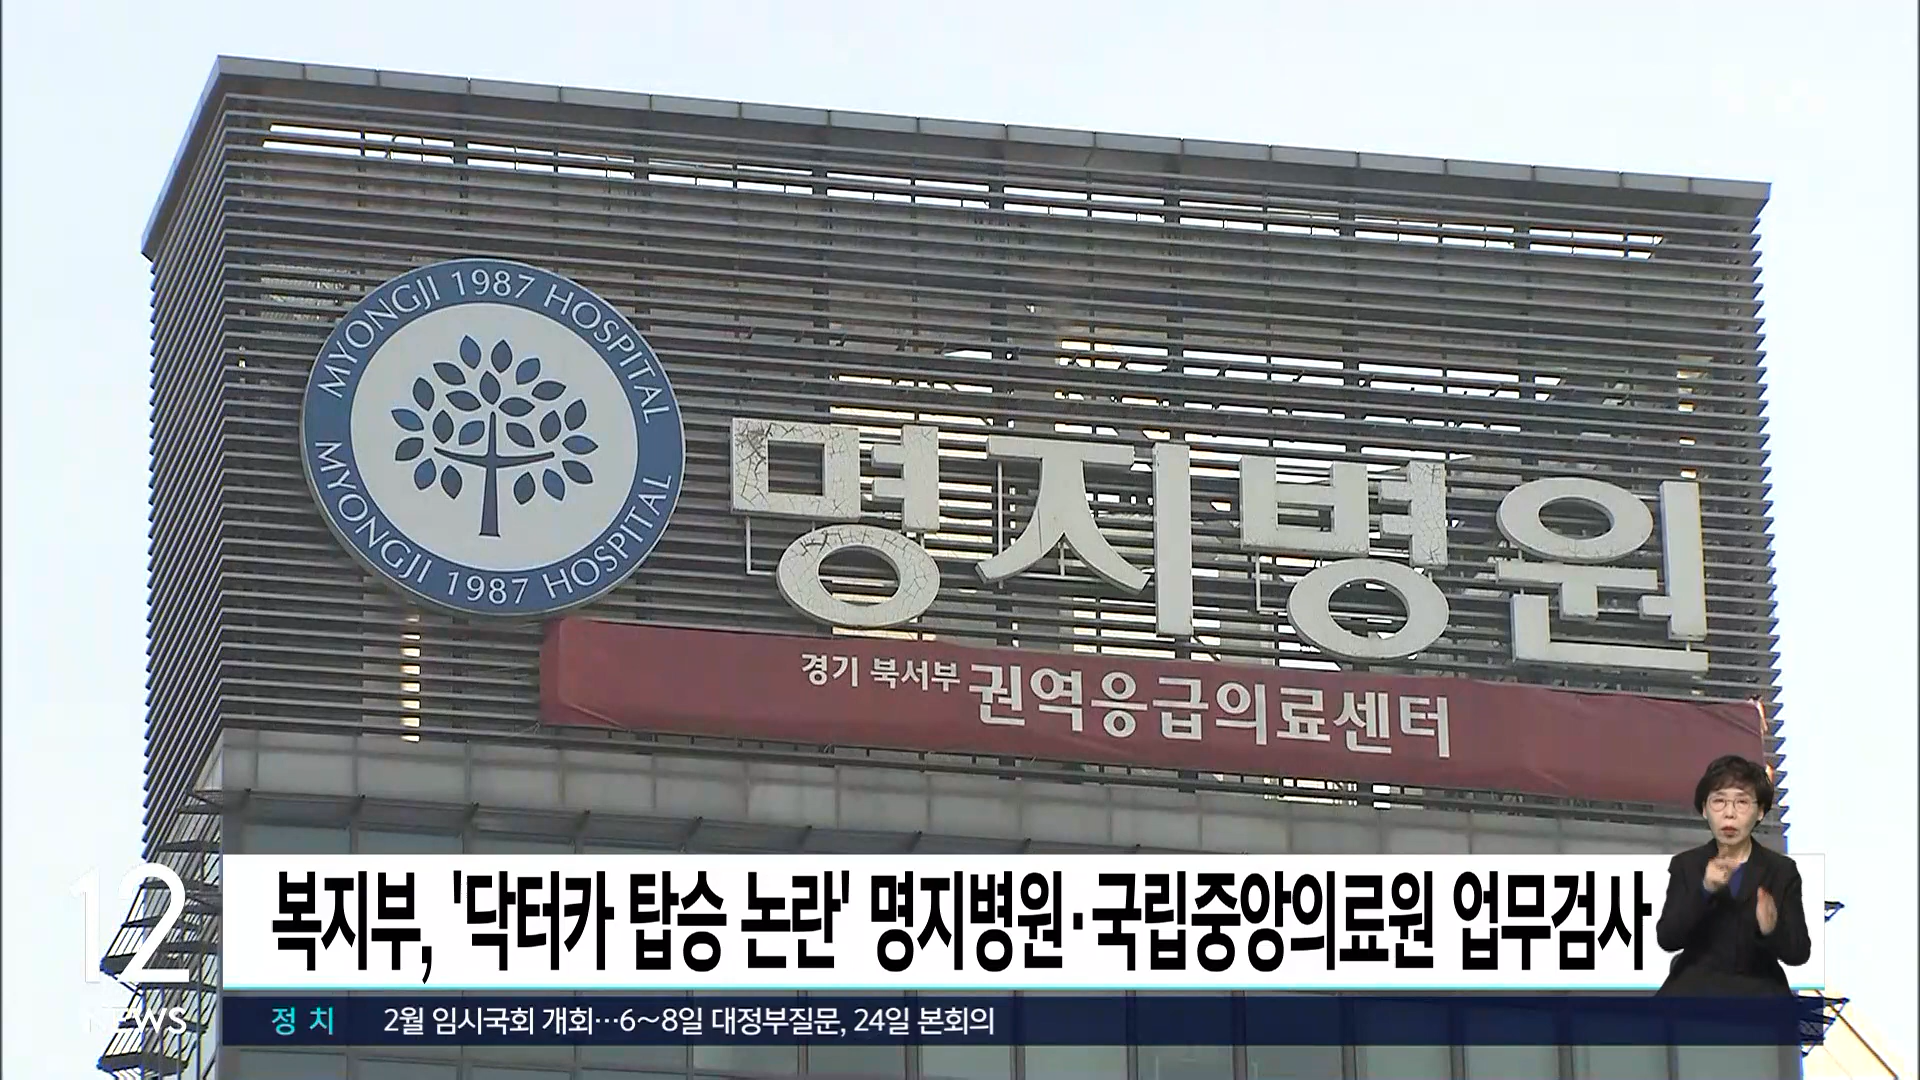 MYONGJI 1987 HOSPITAL
MYONGJI 1987 HOSPITAL
명지병원
경기 북서부 권역응급의료센터
12
NEWS
복지부, '닥터카 탑승 논란' 명지병원·국립중앙의료원 업무검사
정치 2월 임시국회 개회…6~8일 대정부질문, 24일 본회의